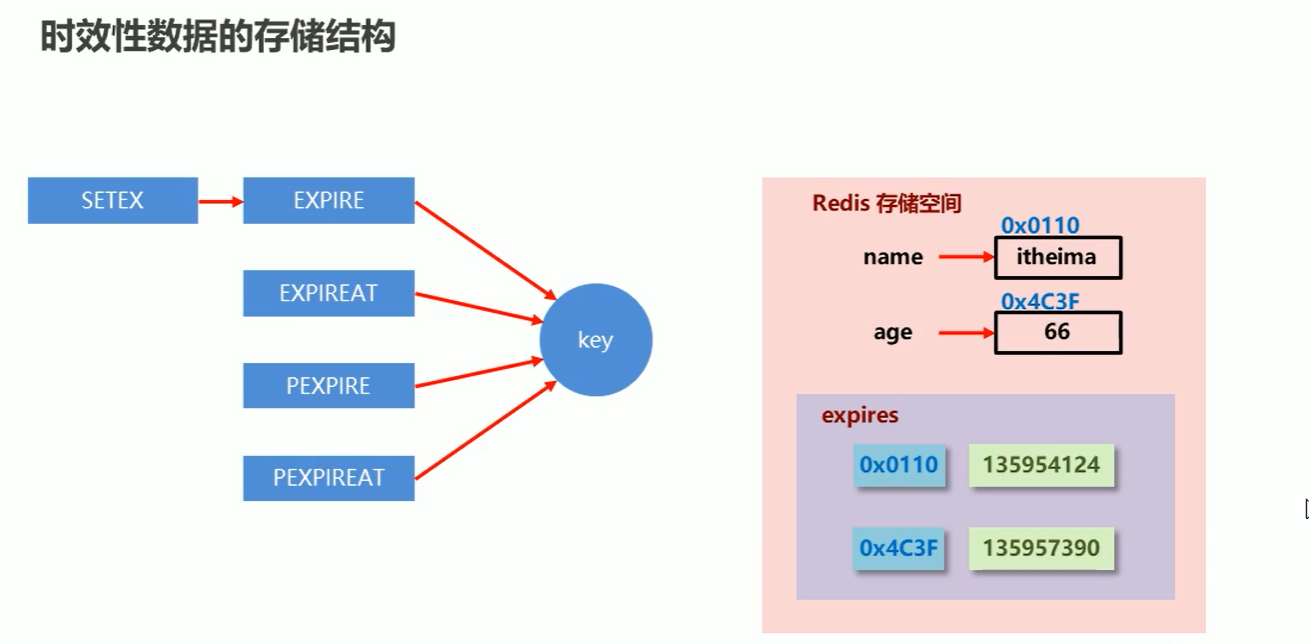 时效性数据的存储结构
SETEX
EXPIRE
EXPIREAT
PEXPIRE
PEXPIREAT
key
Redis 存储空间
0x0110
name
itheima
0x4C3F
age
66
expires
0x0110
135954124
0x4C3F
135957390